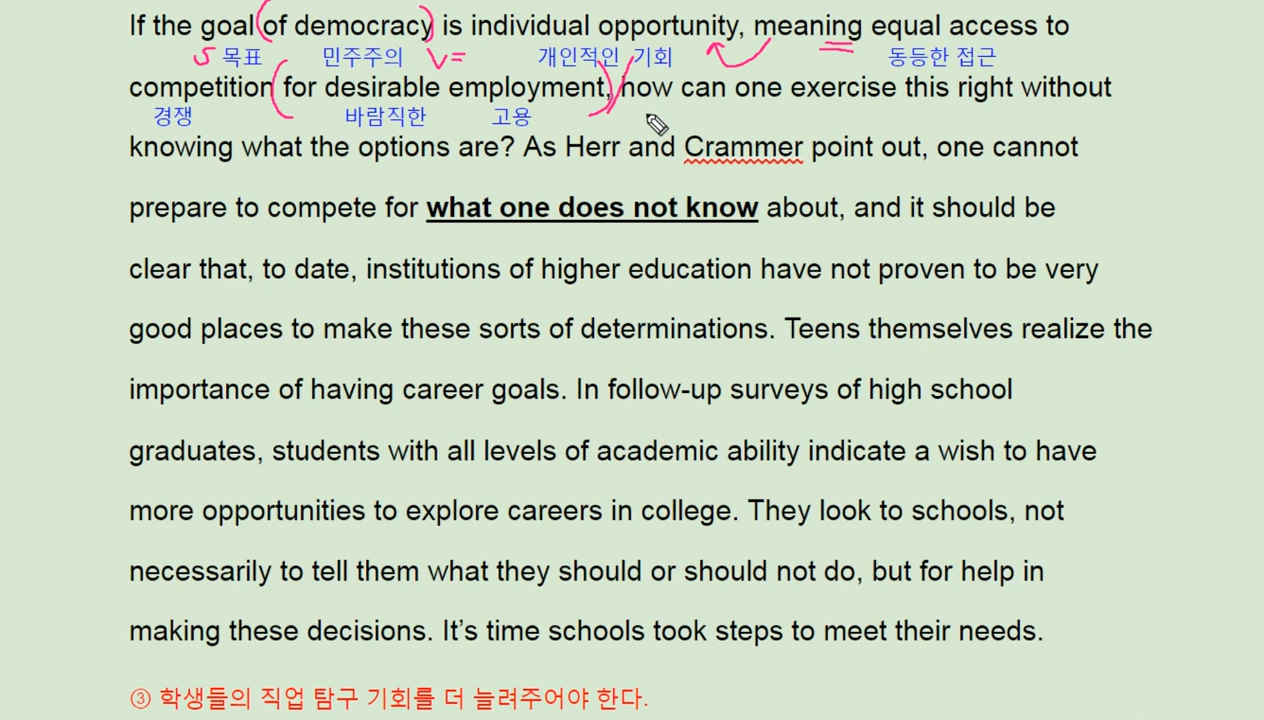 If the goal of democracy is individual opportunity, meaning equal access to
S 목표 민주주의 V= 개인적인 기회 동등한 접근
competition for desirable employment, how can one exercise this right without
경쟁 바람직한 고용
knowing what the options are? As Herr and Crammer point out, one cannot
prepare to compete for what one does not know about, and it should be
clear that, to date, institutions of higher education have not proven to be very
good places to make these sorts of determinations. Teens themselves realize the
importance of having career goals. In follow-up surveys of high school
graduates, students with all levels of academic ability indicate a wish to have
more opportunities to explore careers in college. They look to schools, not
necessarily to tell them what they should or should not do, but for help in
making these decisions. It’s time schools took steps to meet their needs.
③ 학생들의 직업 탐구 기회를 더 늘려주어야 한다.